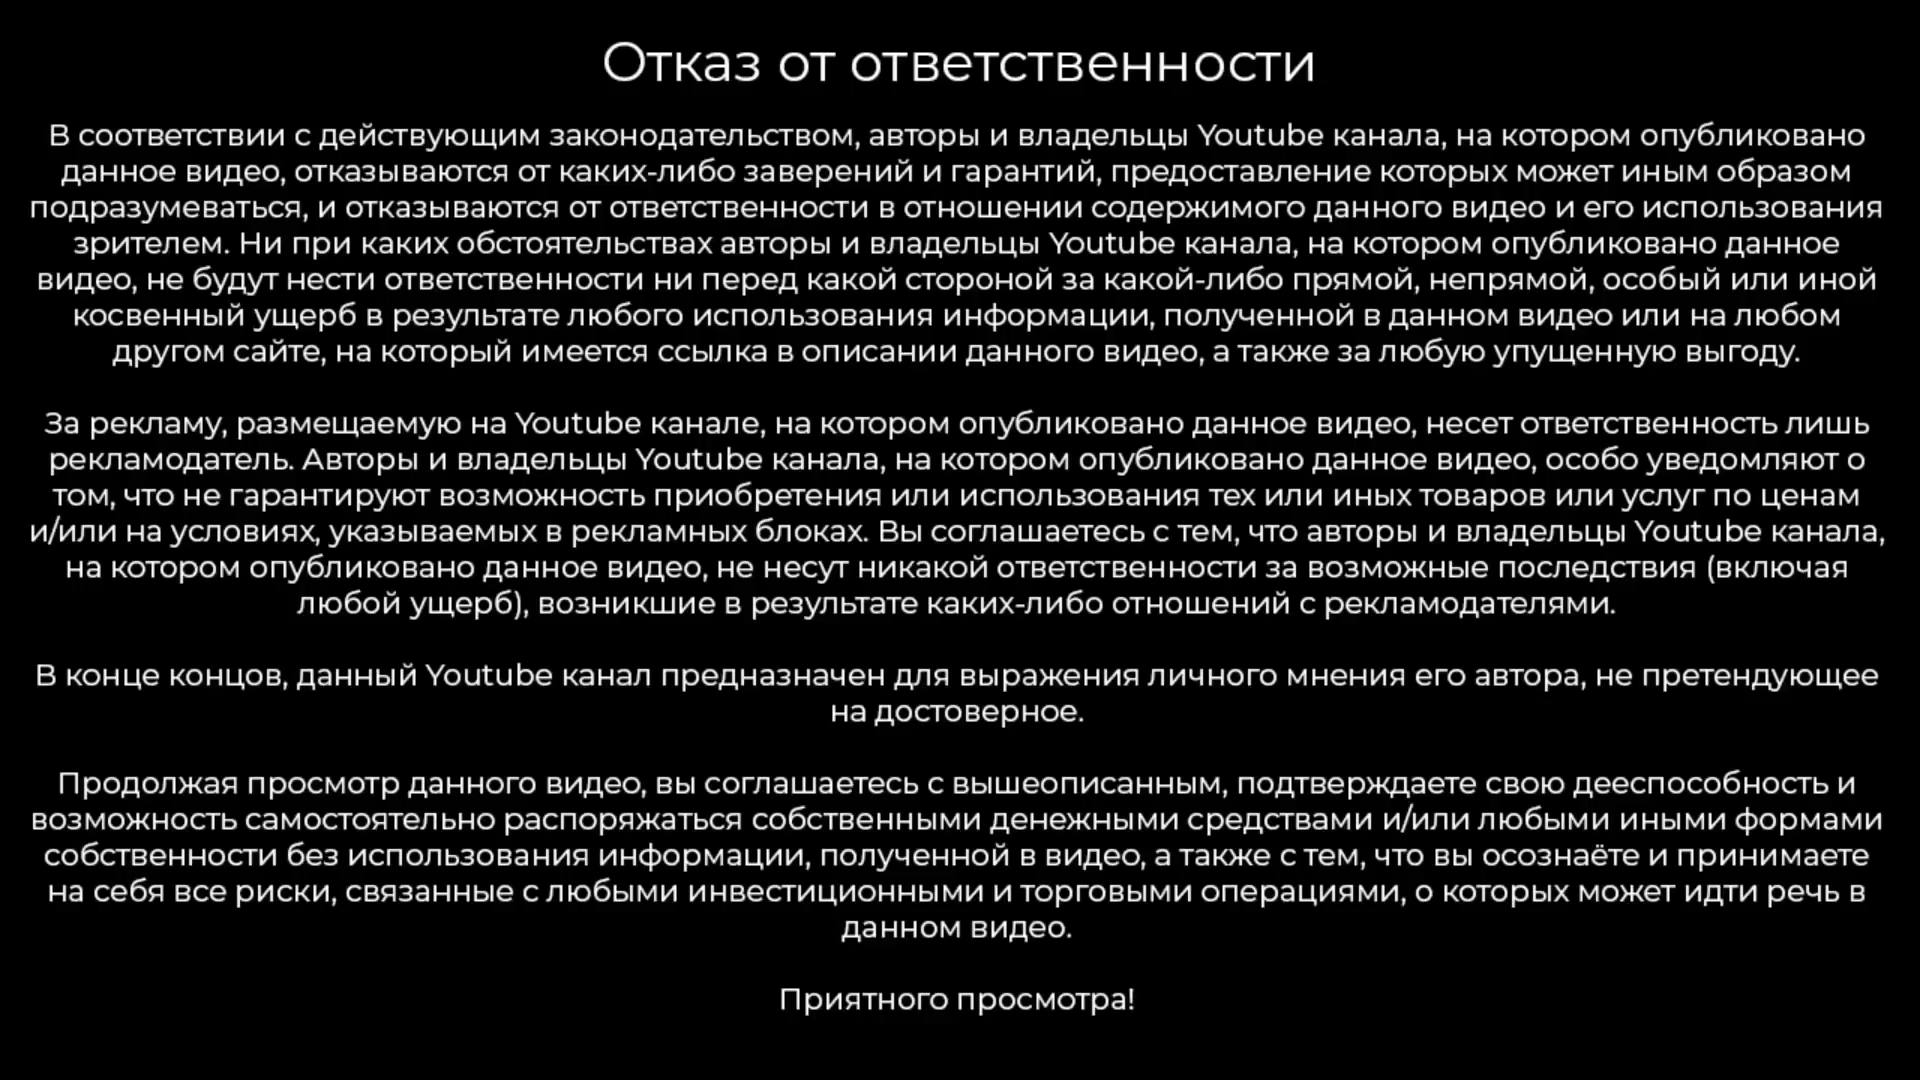 Отказ от ответственности
В соответствии с действующим законодательством, авторы и владельцы Youtube канала, на котором опубликовано
данное видео, отказываются от каких-либо заверений и гарантий, предоставление которых может иным образом
подразумеваться, и отказываются от ответственности в отношении содержимого данного видео и его использования
зрителем. Ни при каких обстоятельствах авторы и владельцы Youtube канала, на котором опубликовано данное
видео, не будут нести ответственности ни перед какой стороной за какой-либо прямой, непрямой, особый или иной
косвенный ущерб в результате любого использования информации, полученной в данном видео или на любом
другом сайте, на который имеется ссылка в описании данного видео, а также за любую упущенную выгоду.
За рекламу, размещаемую на Youtube канале, на котором опубликовано данное видео, несет ответственность лишь
рекламодатель. Авторы и владельцы Youtube канала, на котором опубликовано данное видео, особо уведомляют о
том, что не гарантируют возможность приобретения или использования тех или иных товаров или услуг по ценам
и/или на условиях, указываемых в рекламных блоках. Вы соглашаетесь с тем, что авторы и владельцы Youtube канала,
на котором опубликовано данное видео, не несут никакой ответственности за возможные последствия (включая
любой ущерб), возникшие в результате каких-либо отношений с рекламодателями.
В конце концов, данный Youtube канал предназначен для выражения личного мнения его автора, не претендующее
на достоверное.
Продолжая просмотр данного видео, вы соглашаетесь с вышеописанным, подтверждаете свою дееспособность и
возможность самостоятельно распоряжаться собственными денежными средствами и/или любыми иными формами
собственности без использования информации, полученной в видео, а также с тем, что вы осознаёте и принимаете
на себя все риски, связанные с любыми инвестиционными и торговыми операциями, о которых может идти речь в
данном видео.
Приятного просмотра!